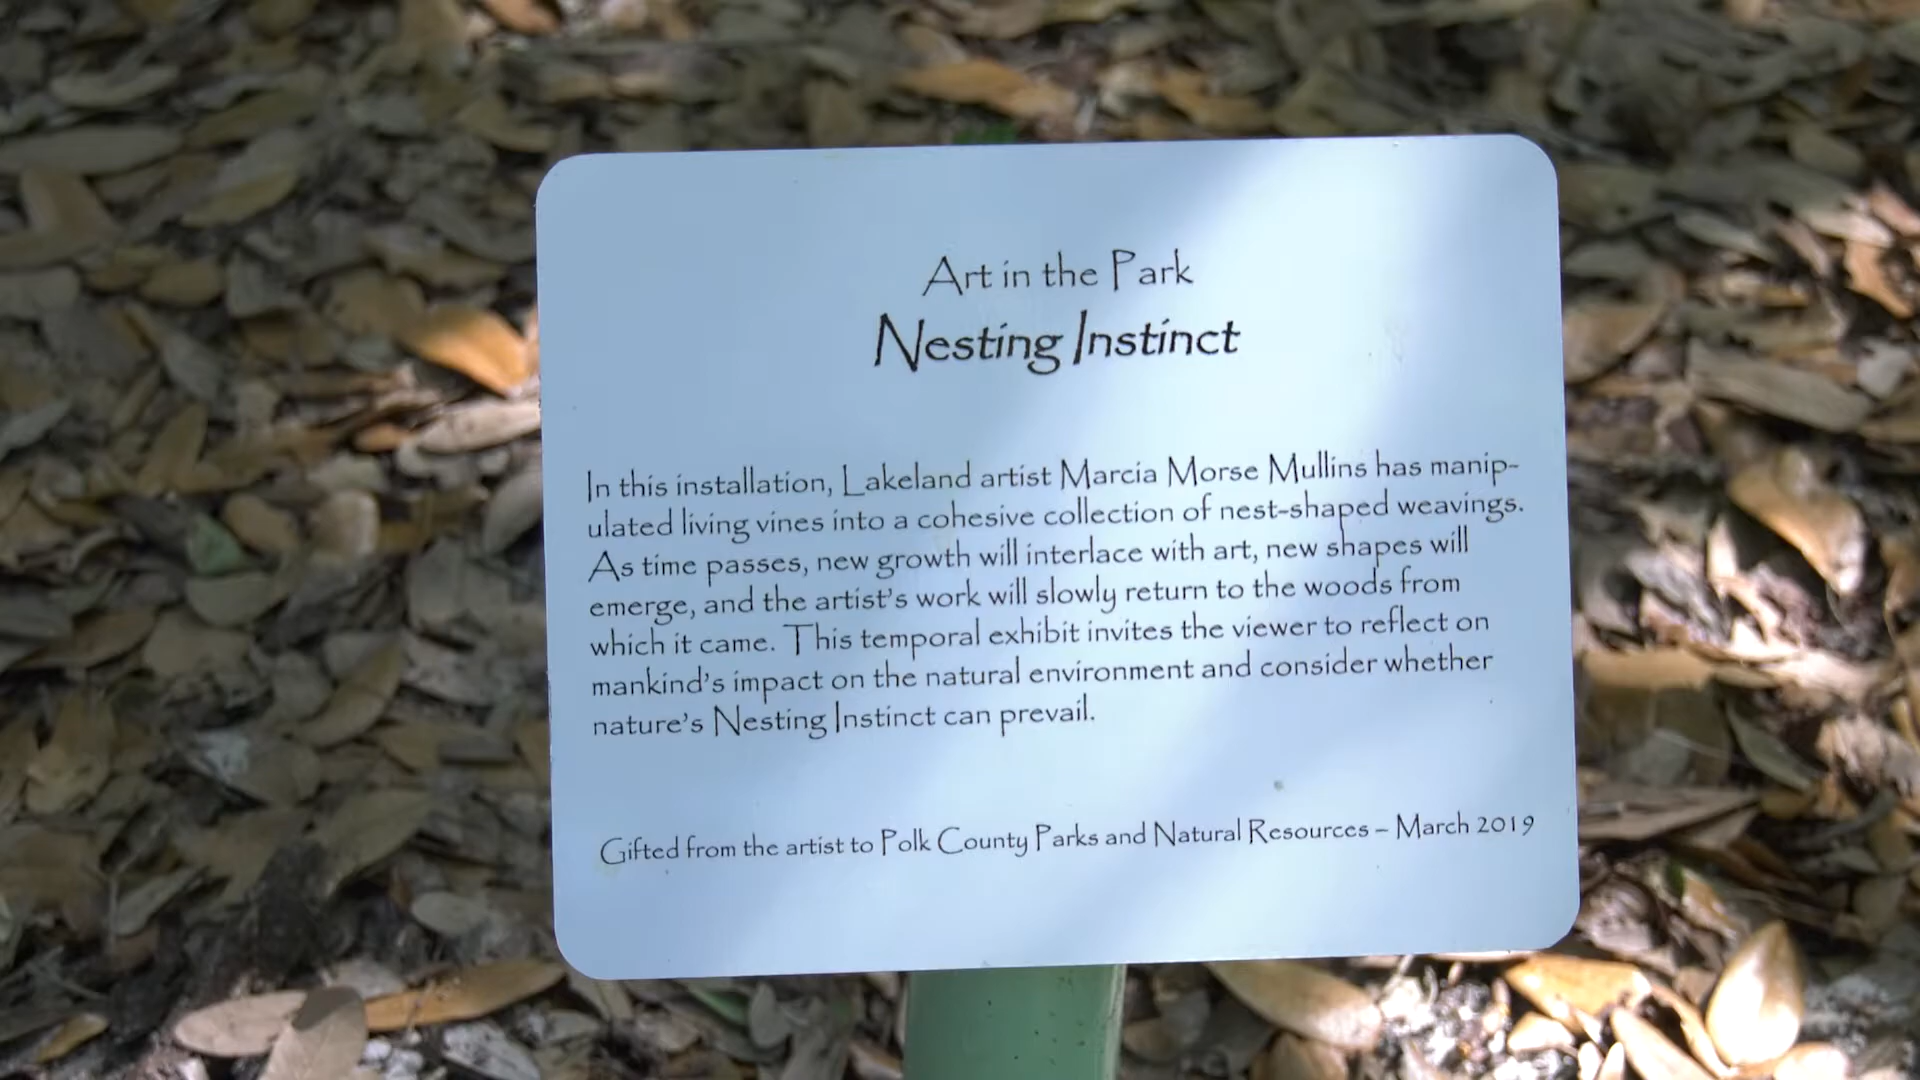 Art in the Park
Nesting Instinct
In this installation, Lakeland artist Marcia Morse Mullins has manip-
ulated living vines into a cohesive collection of nest-shaped weavings.
As time passes, new growth will interlace with art, new shapes will
emerge, and the artist's work will slowly return to the woods from
which it came. This temporal exhibit invites the viewer to reflect on
mankind's impact on the natural environment and consider whether
nature's Nesting Instinct can prevail.
Gifted from the artist to Polk County Parks and Natural Resources – March 2019